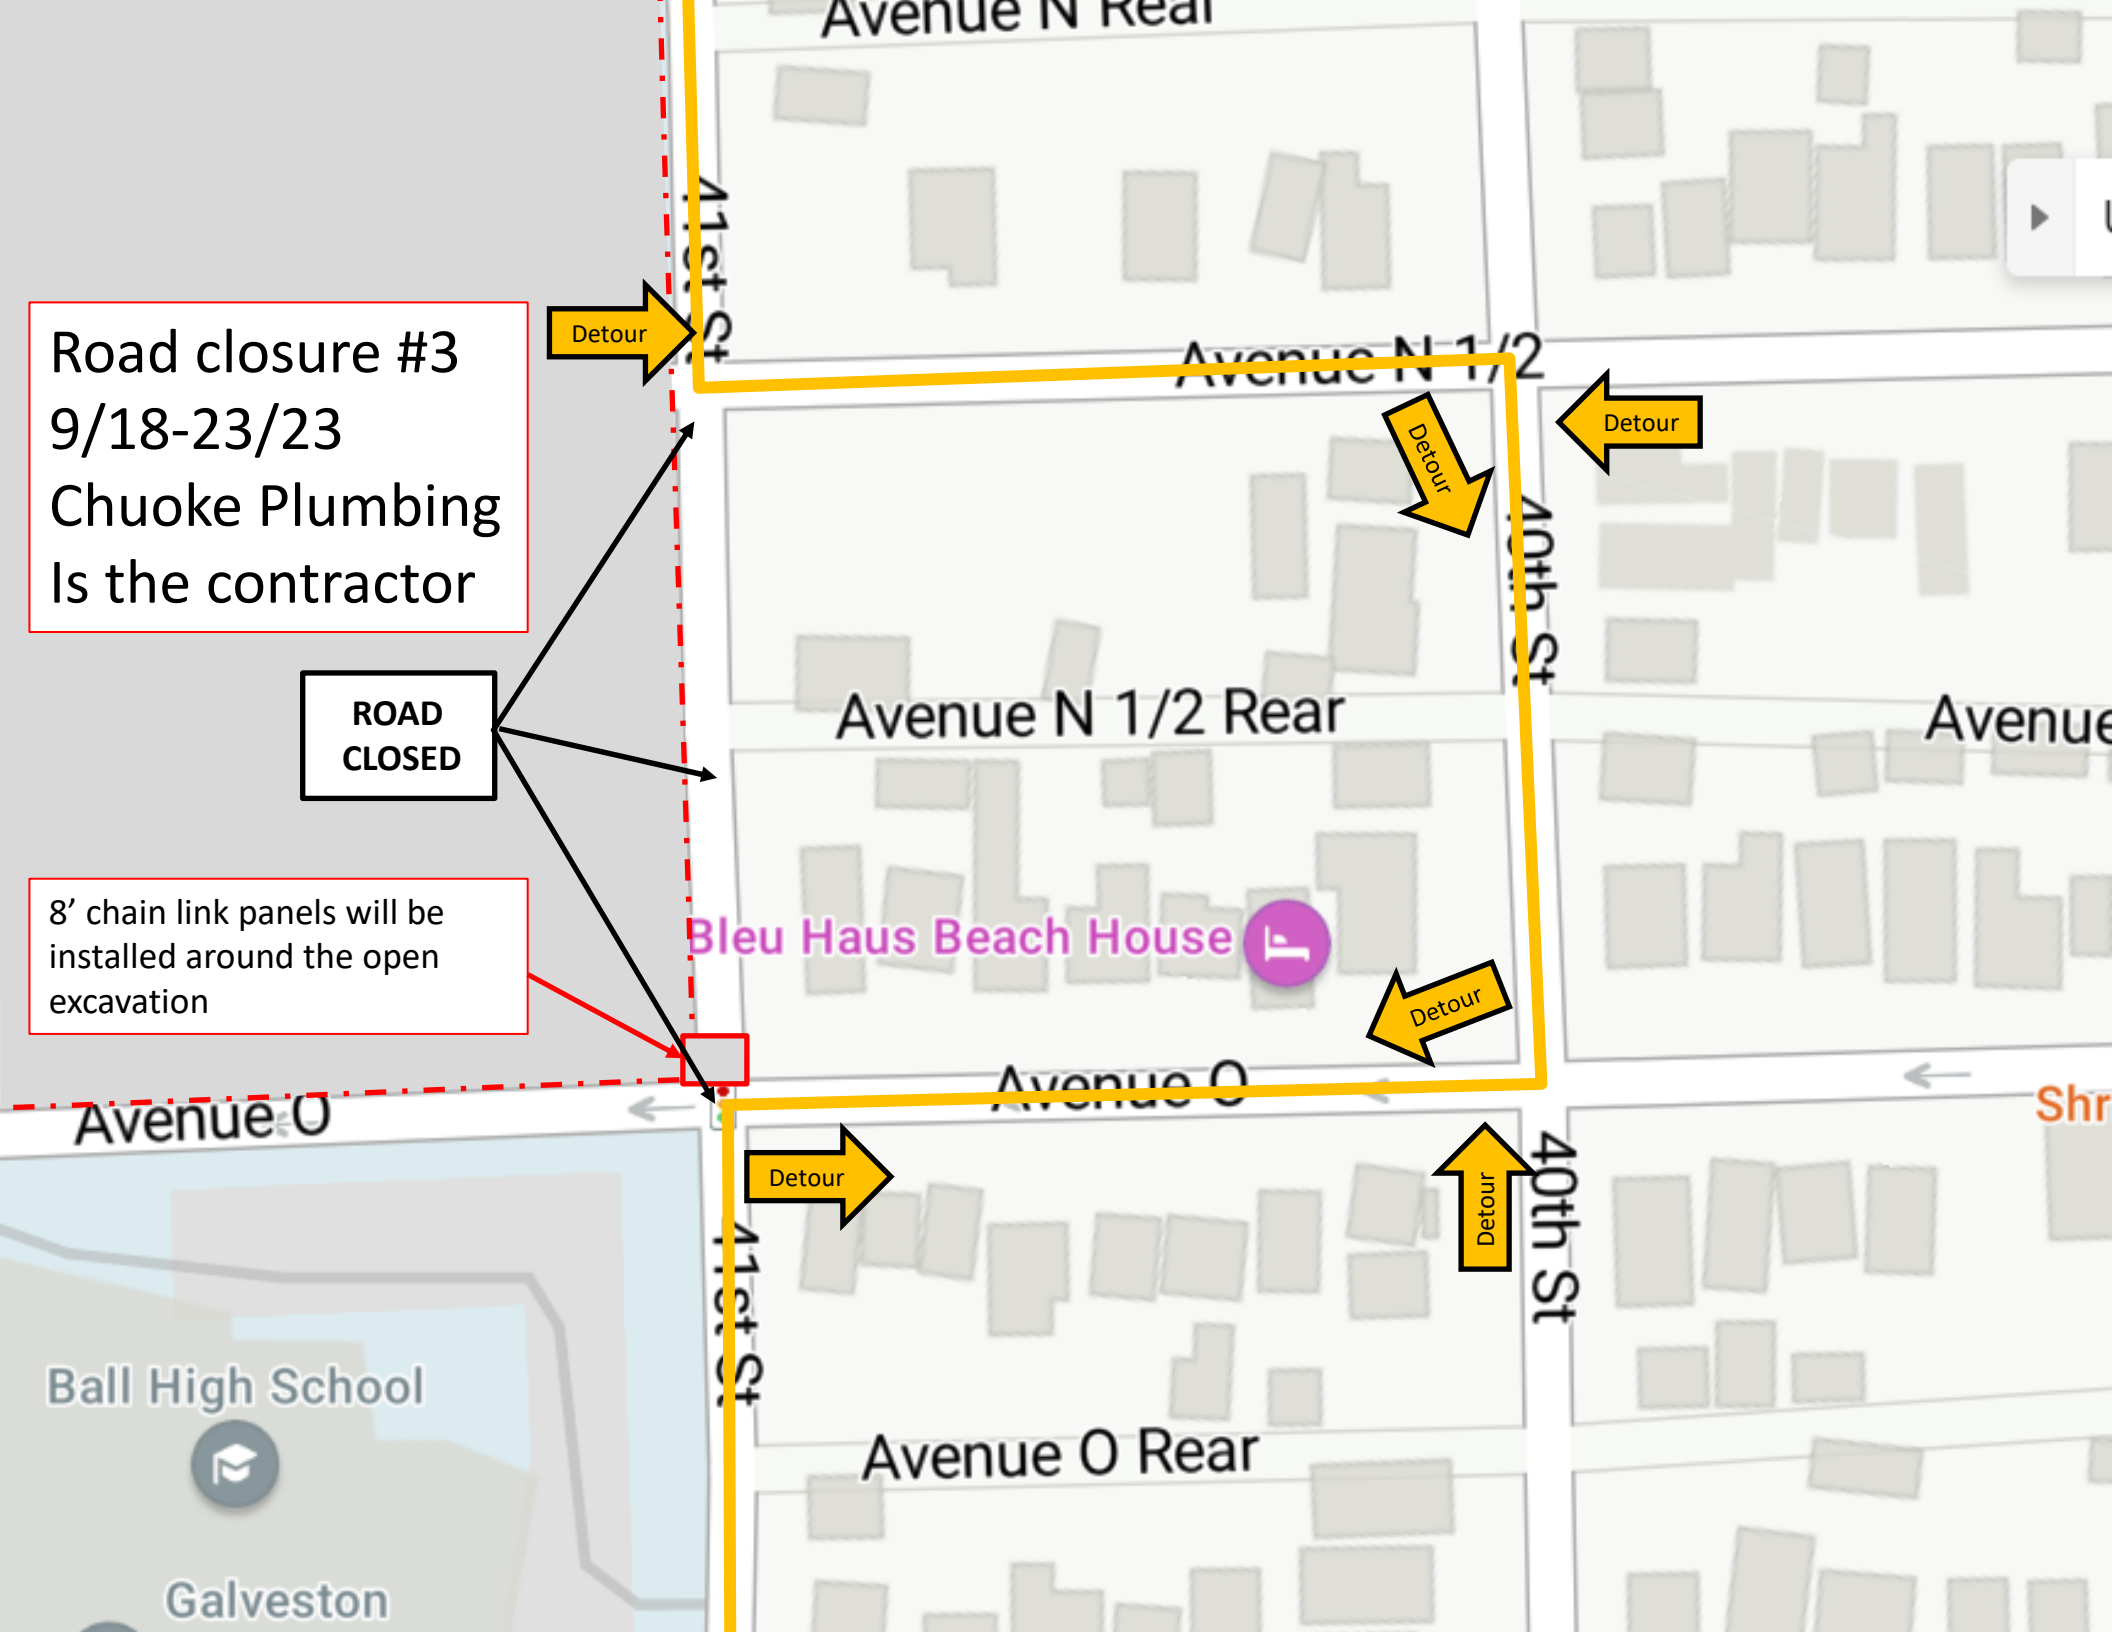 Avenue N Rear
41st St
Detour
Road closure #3
9/18-23/23
Chuoke Plumbing
Is the contractor
Avenue N 1/2
Detour
Detour
40th St
ROAD
CLOSED
Avenue N 1/2 Rear
Avenue
8’ chain link panels will be
installed around the open
excavation
Bleu Haus Beach House
Detour
Avenue O
Avenue O
Shr
Detour
Detour
40th St
41st St
Ball High School
Avenue O Rear
Galveston